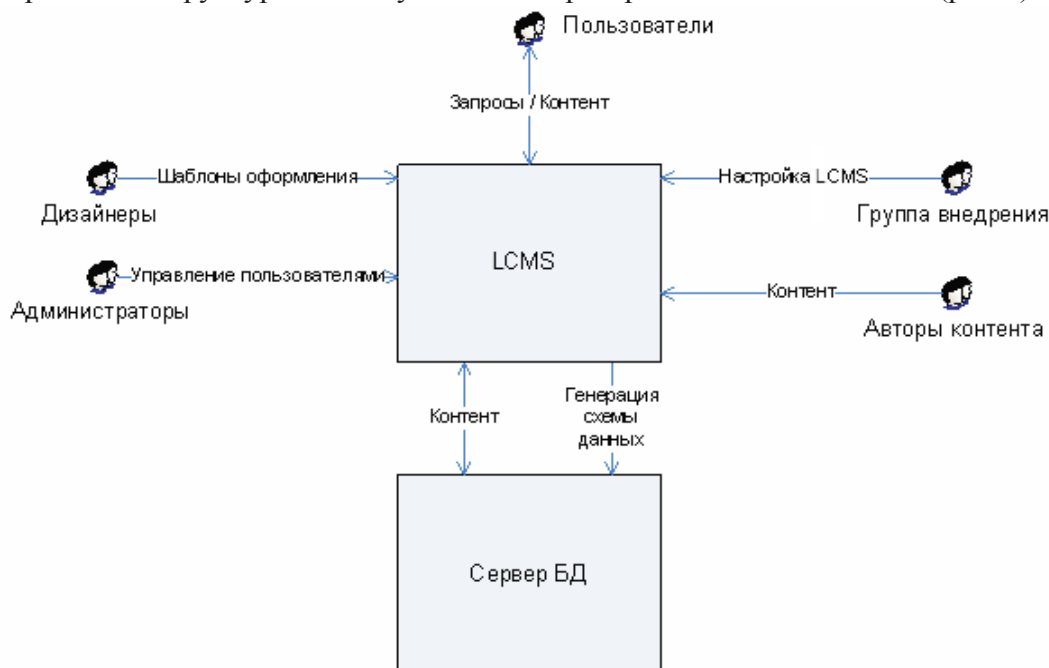 Пользователи
Запросы / Контент
Шаблоны оформления
Дизайнеры
Управление пользователями
Администраторы
LCMS
Настройка LCMS
Группа внедрения
Контент
Авторы контента
Контент
Генерация
схемы
данных
Сервер БД